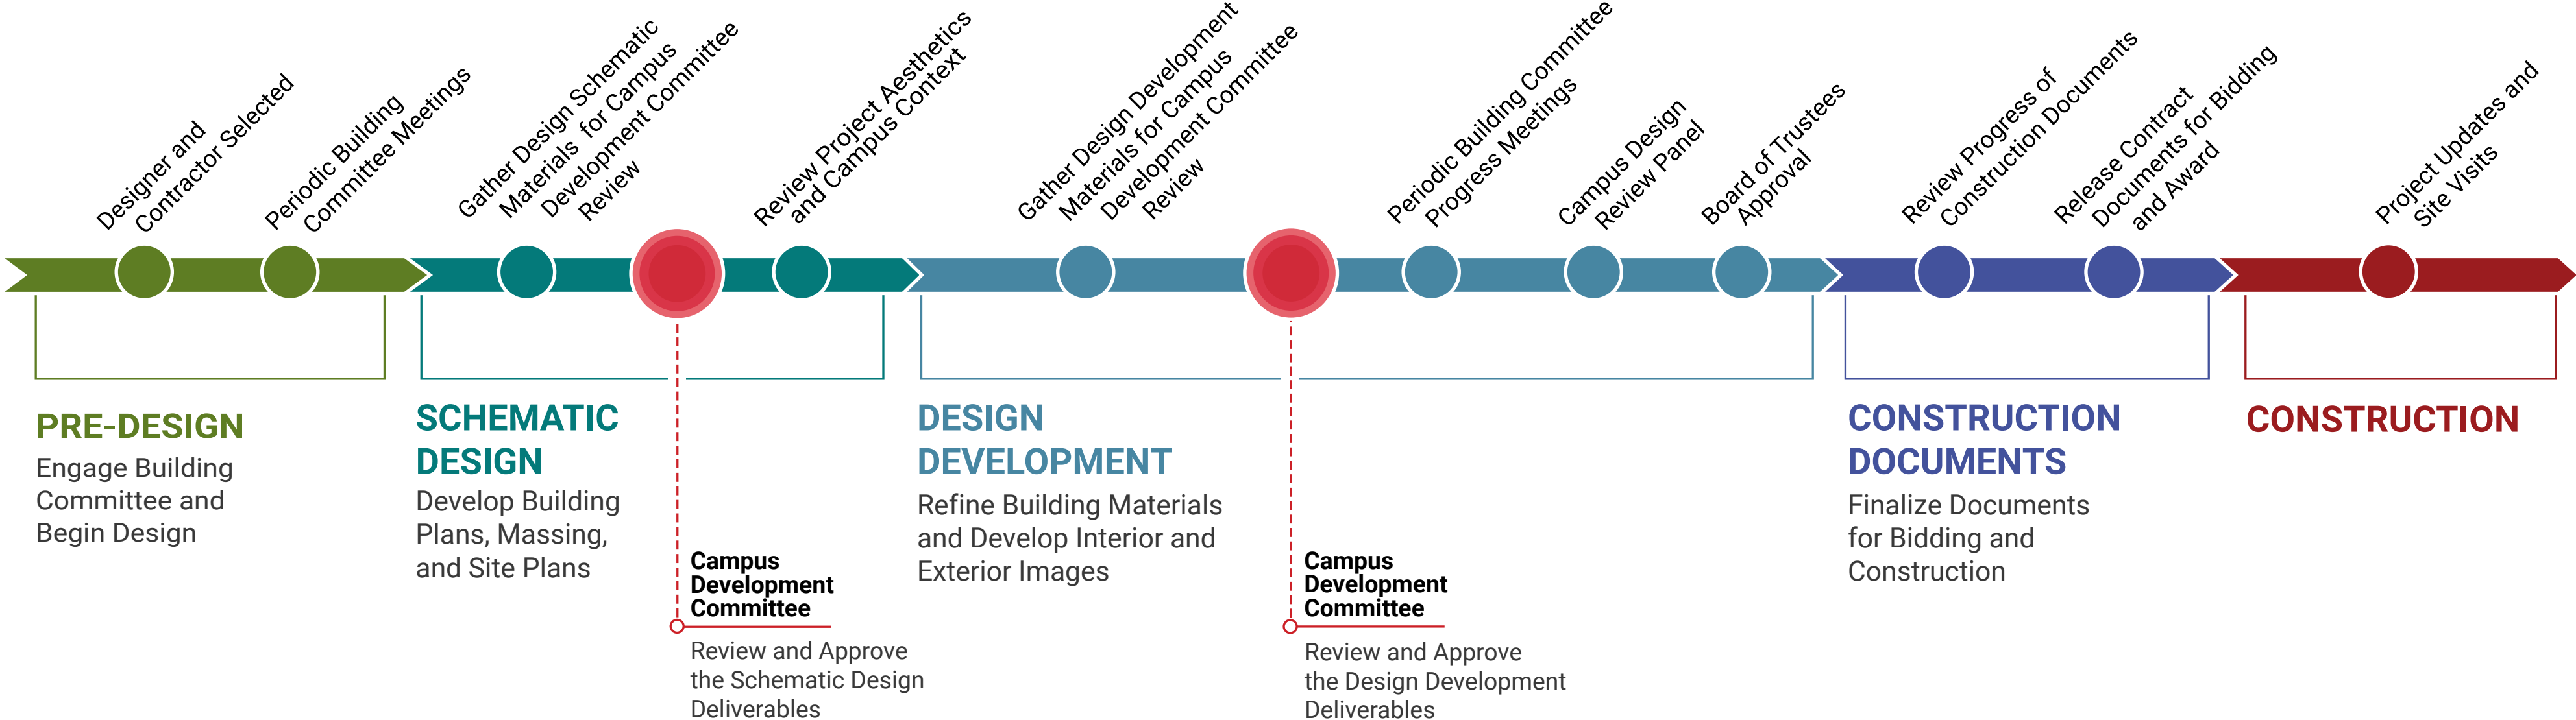 Designer and
Contractor Selected
Periodic Building
Committee Meetings
Gather Design Schematic
Materials for Campus
Development Committee
Review
Review Project Aesthetics
and Campus Context
Gather Design Development
Materials for Campus
Development Committee
Review
Periodic Building Committee
Progress Meetings
Campus Design
Review Panel
Board of Trustees
Approval
Review Progress of
Construction Documents
Release Contract
Documents for Bidding
and Award
Project Updates and
Site Visits
PRE-DESIGN
Engage Building
Committee and
Begin Design
SCHEMATIC
DESIGN
Develop Building
Plans, Massing,
and Site Plans
Campus
Development
Committee
Review and Approve
the Schematic Design
Deliverables
DESIGN
DEVELOPMENT
Refine Building Materials
and Develop Interior and
Exterior Images
Campus
Development
Committee
Review and Approve
the Design Development
Deliverables
CONSTRUCTION
DOCUMENTS
Finalize Documents
for Bidding and
Construction
CONSTRUCTION